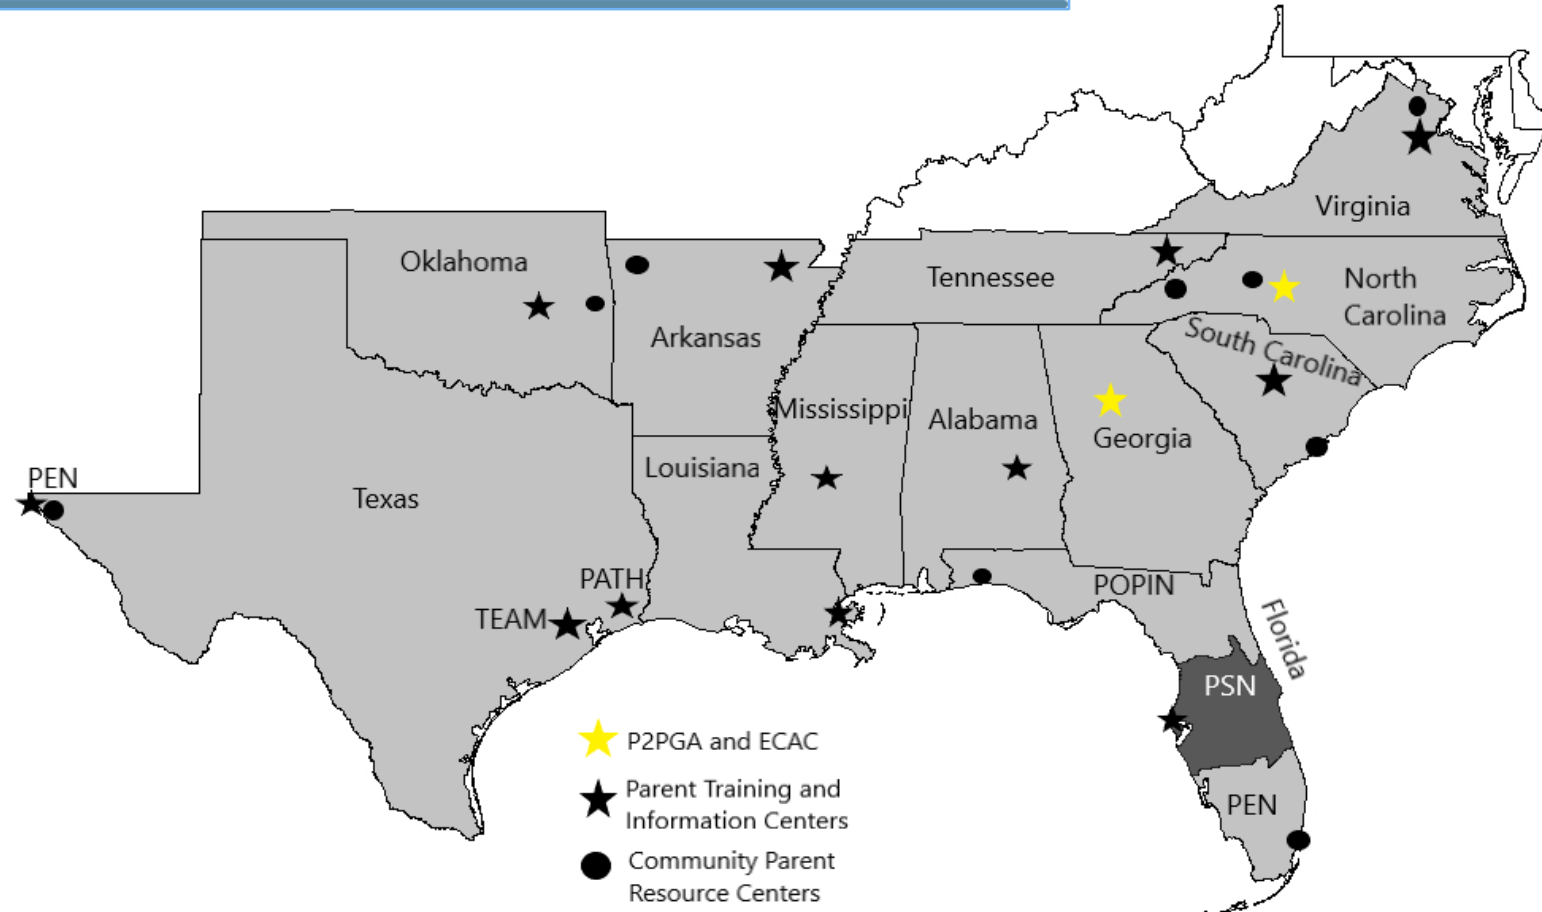 Virginia
Oklahoma
Tennessee
North
Carolina
Arkansas
South Carolina
Mississippi
Alabama
Georgia
Louisiana
PEN
Texas
PATH
TEAM
POPIN
Florida
PSN
PEN
P2PGA and ECAC
Parent Training and
Information Centers
Community Parent
Resource Centers